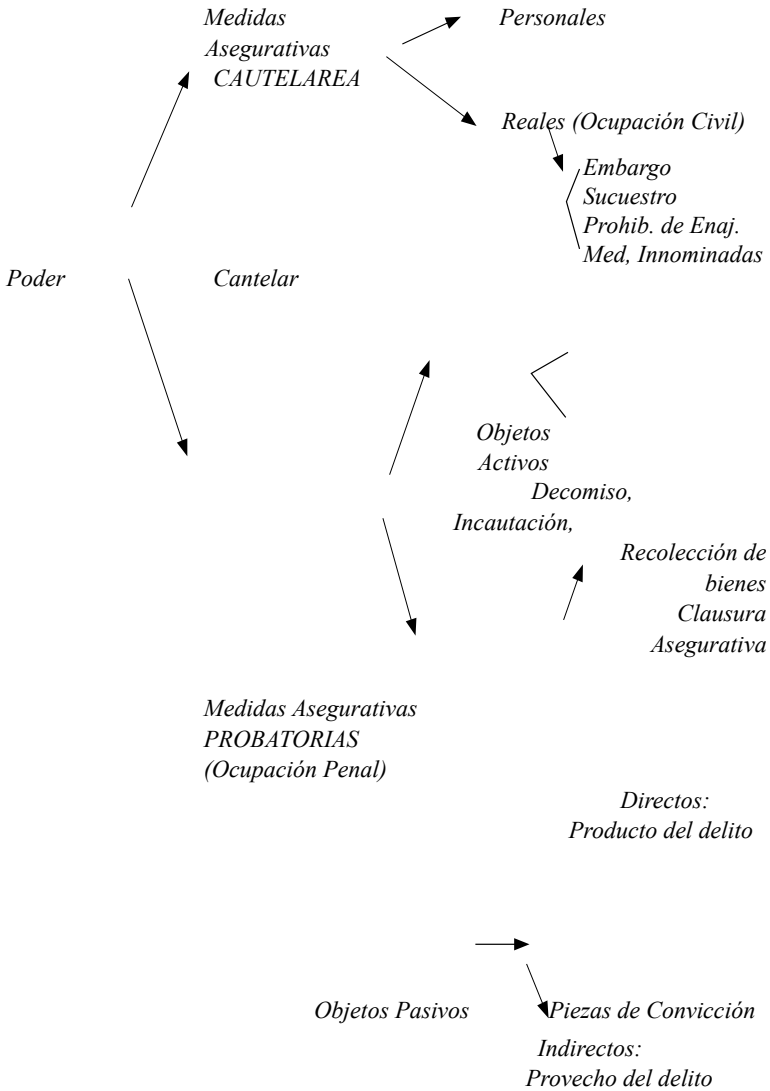 Medidas
Asegurativas
CAUTELAREA
Personales
Reales (Ocupación Civil)
Embargo
Sucuestro
Prohib. de Enaj.
Med, Innominadas
Poder
Cantelar
Objetos
Activos
Decomiso,
Incautación,
Recolección de
bienes
Clausura
Asegurativa
Medidas Asegurativas
PROBATORIAS
(Ocupación Penal)
Directos:
Producto del delito
Objetos Pasivos
Piezas de Convicción
Indirectos:
Provecho del delito